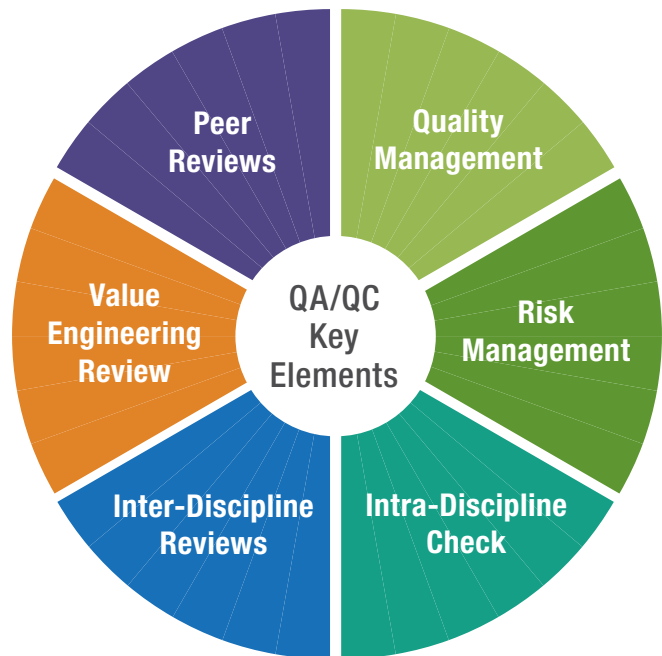 Peer
Reviews
Quality
Management
Value
Engineering
Review
QA/QC
Key
Elements
Risk
Management
Inter-Discipline
Reviews
Intra-Discipline
Check